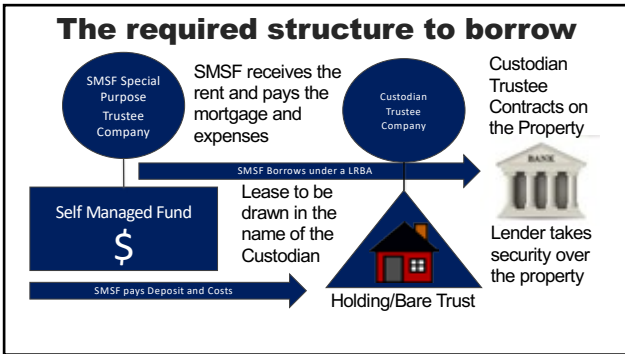 The required structure to borrow
SMSF Special
Purpose
Trustee
Company
SMSF receives the
rent and pays the
mortgage and
expenses
Custodian
Trustee
Company
Custodian
Trustee
Contracts on
the Property
BANK
SMSF Borrows under a LRBA
Self Managed Fund
$
Lease to be
drawn in the
name of the
Custodian
Lender takes
security over
the property
SMSF pays Deposit and Costs
Holding/Bare Trust